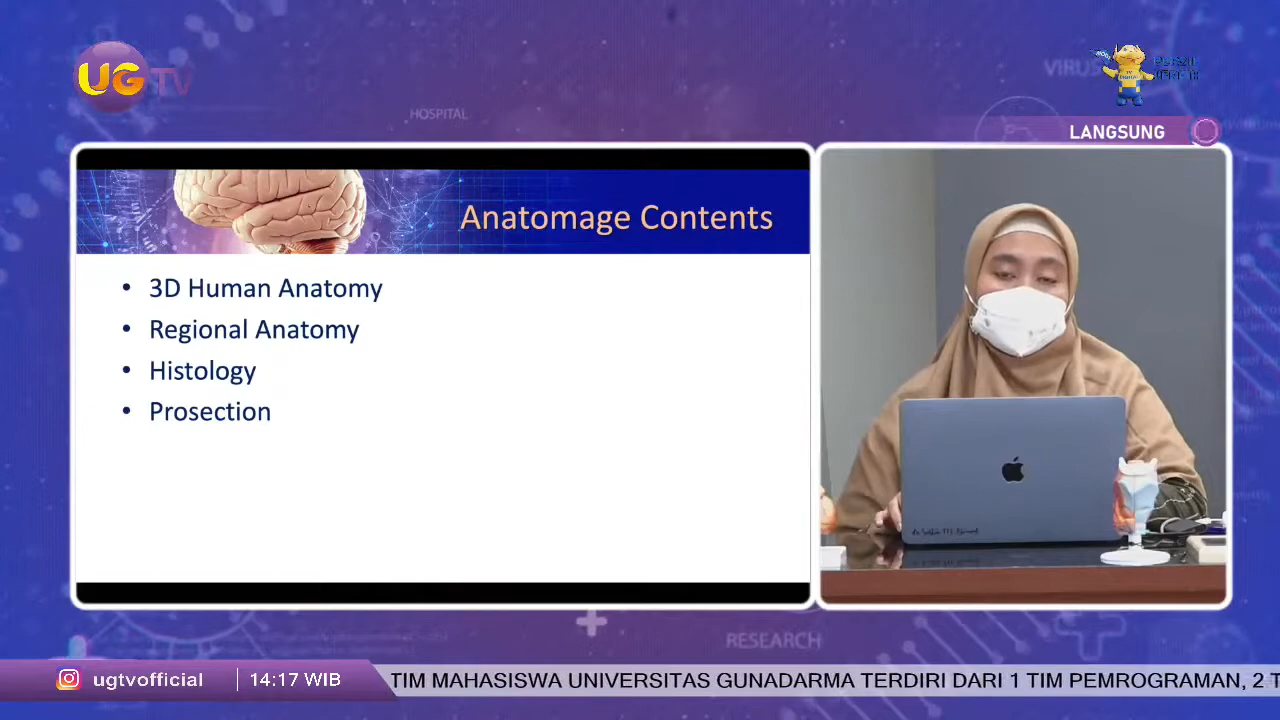 UGTV
VIRUS
HOSPITAL
LANGSUNG
Anatomage Contents
• 3D Human Anatomy
• Regional Anatomy
• Histology
• Prosection
RESEARCH
ugtvofficial
14:17 WIB
TIM MAHASISWA UNIVERSITAS GUNADARMA TERDIRI DARI 1 TIM PEMROGRAMAN, 2 T